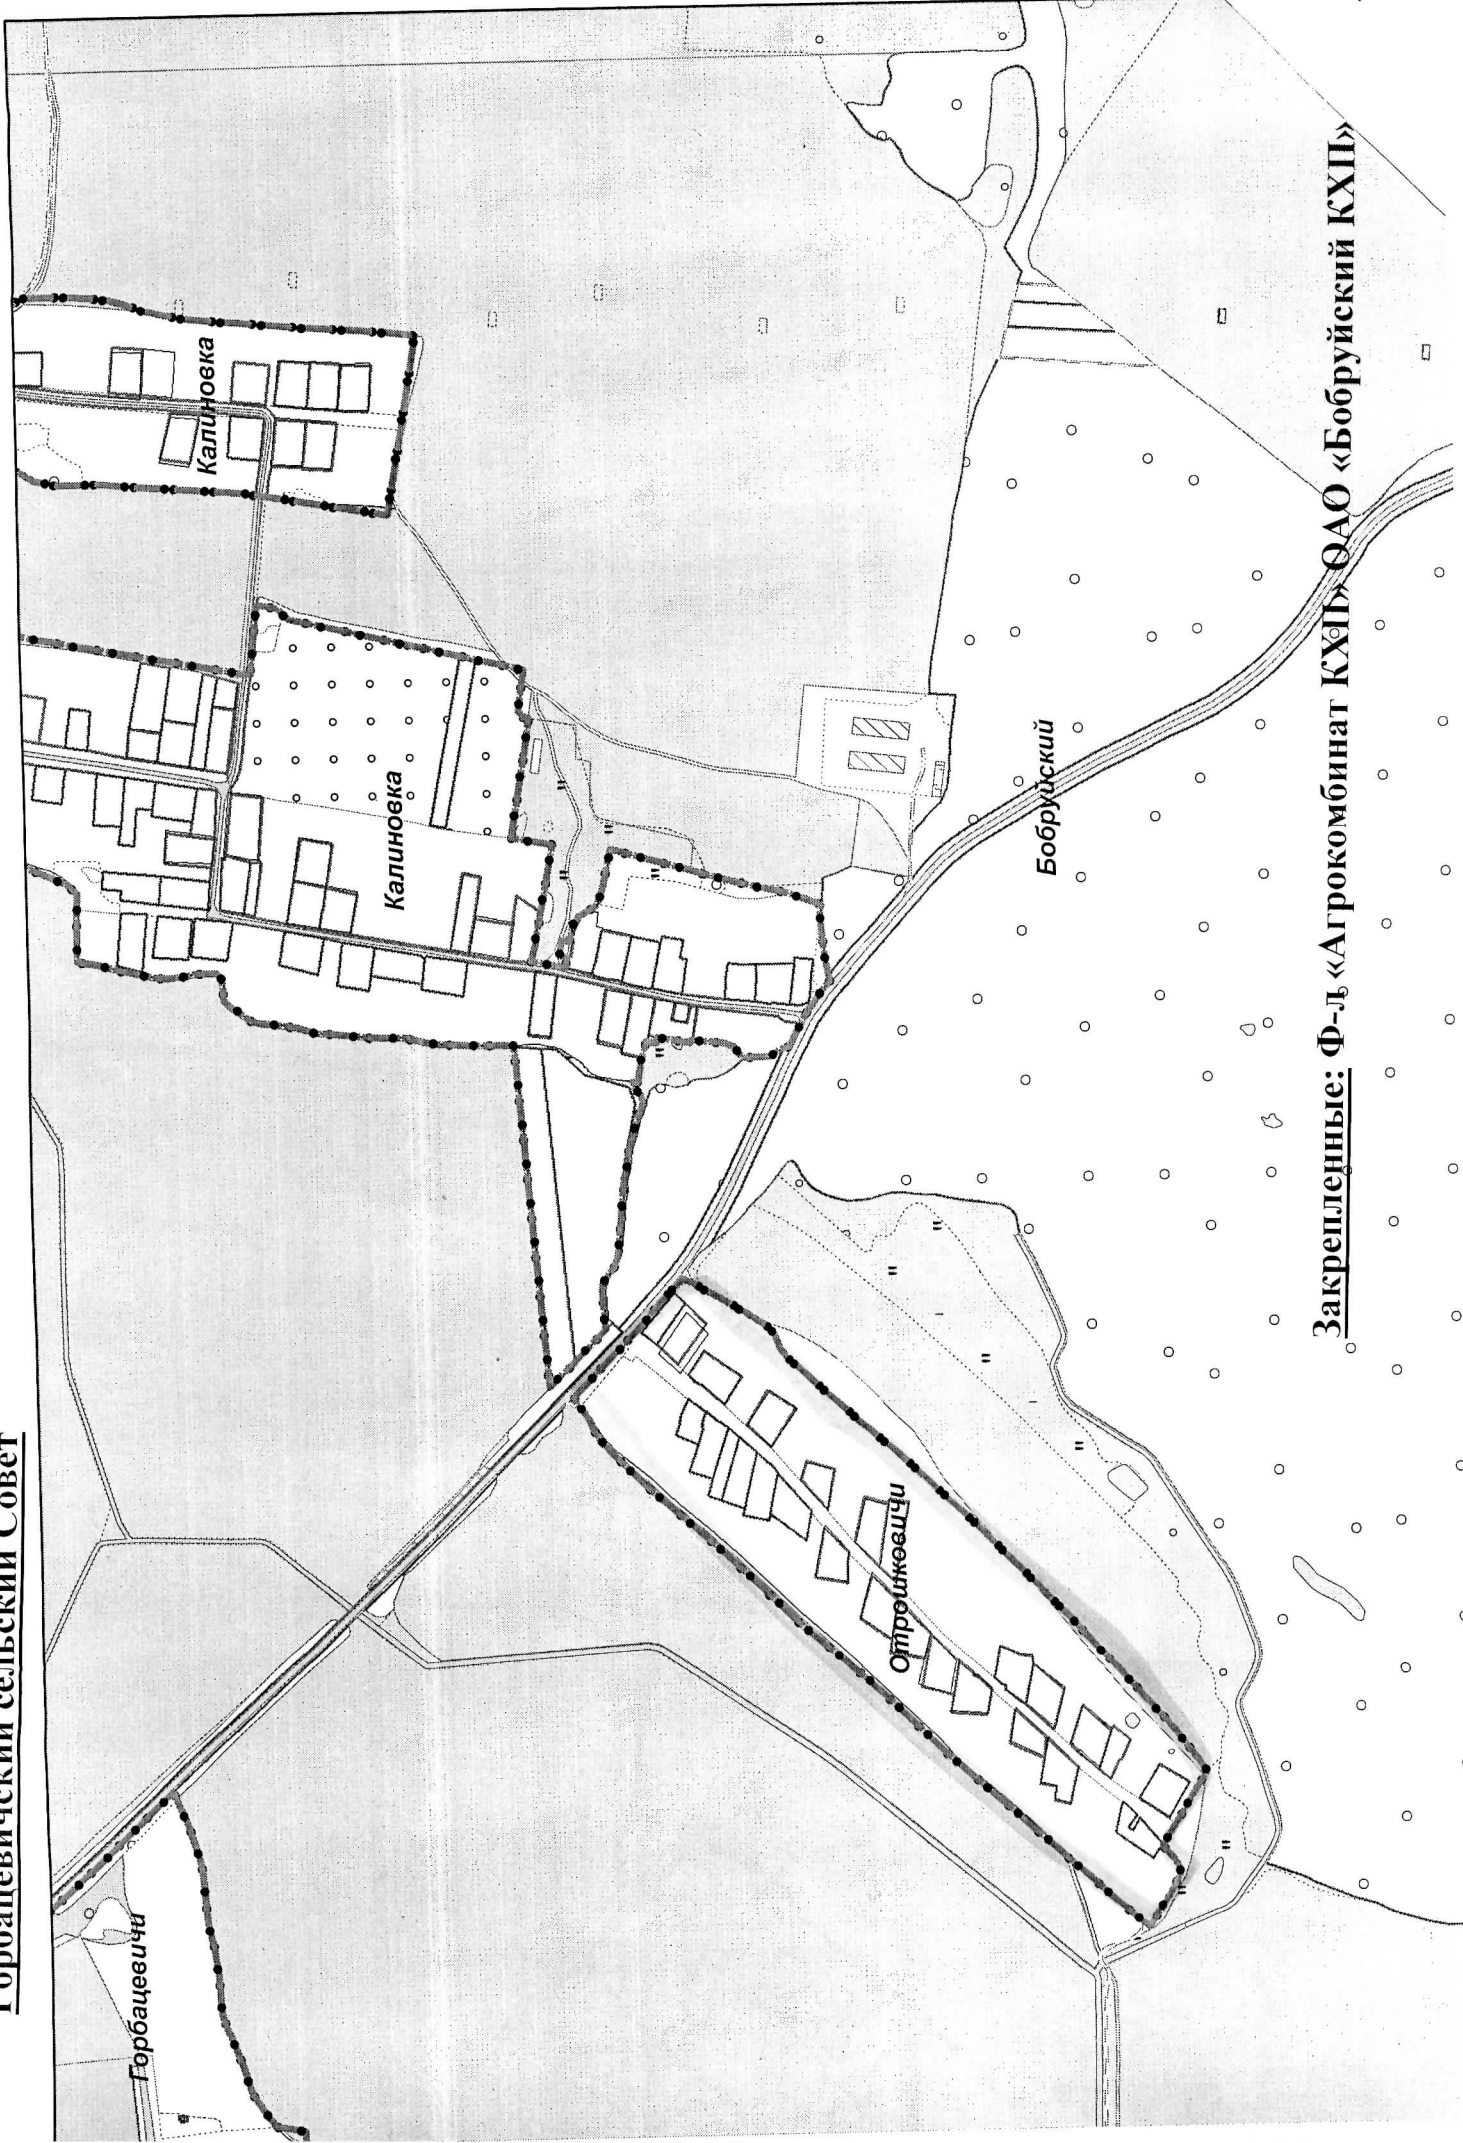 Горбацевичский сельский Совет
Калиновка
Калиновка
Горбацевичи
Бобруйский
Отрошковичи
Закрепленные: Ф-л «Агрокомбинат КХП» ОАО «Бобруйский КХП»